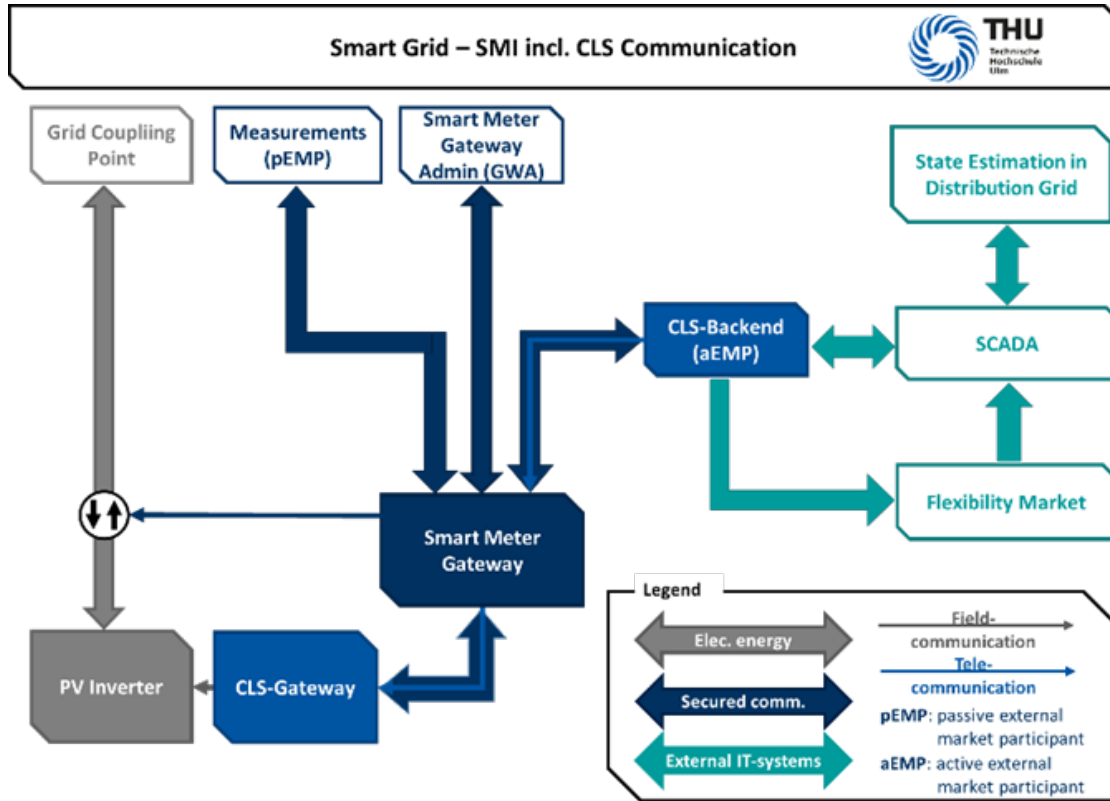 Smart Grid – SMI incl. CLS Communication
THU
Technische
Hochschule
Ulm
Grid Coupliing
Point
Measurements
(pEMP)
Smart Meter
Gateway
Admin (GWA)
State Estimation in
Distribution Grid
CLS-Backend
(aEMP)
SCADA
Flexibility Market
Smart Meter
Gateway
PV Inverter
CLS-Gateway
Legend
Elec. energy
Secured comm.
External IT-systems
Field-
communication
Tele-
communication
pEMP: passive external
market participant
aEMP: active external
market participant